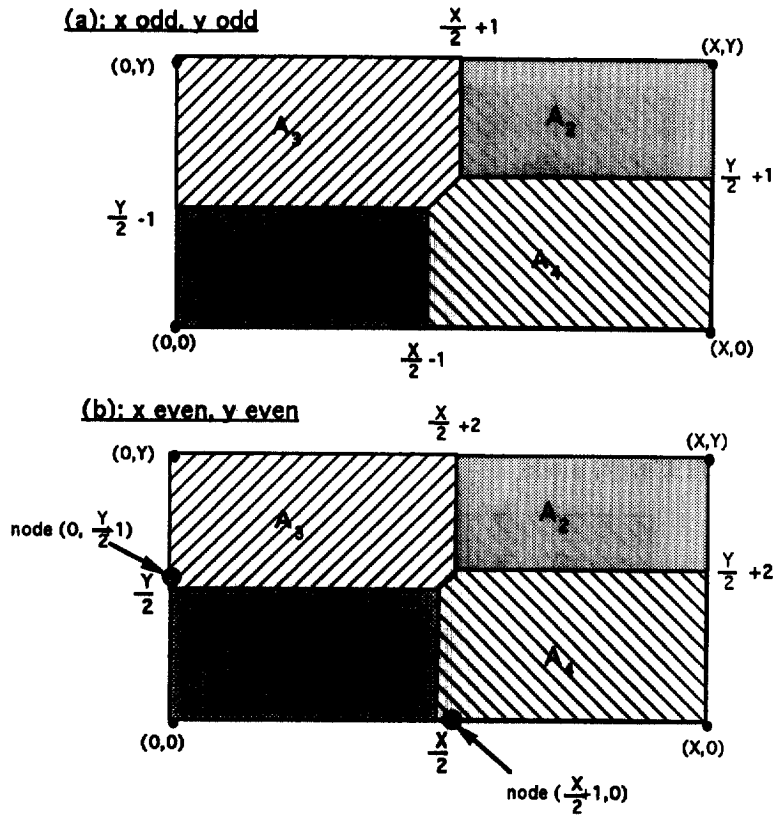 (a): x odd, y odd
X/2 +1
(0,Y)
(X,Y)
A3
A2
Y/2 +1
Y/2 -1
A4
(0,0)
X/2 -1
(X,0)
(b): x even, y even
X/2 +2
(0,Y)
(X,Y)
node (0, Y/2+1)
A3
A2
Y/2
Y/2 +2
A4
(0,0)
X/2
(X,0)
node (X/2+1,0)